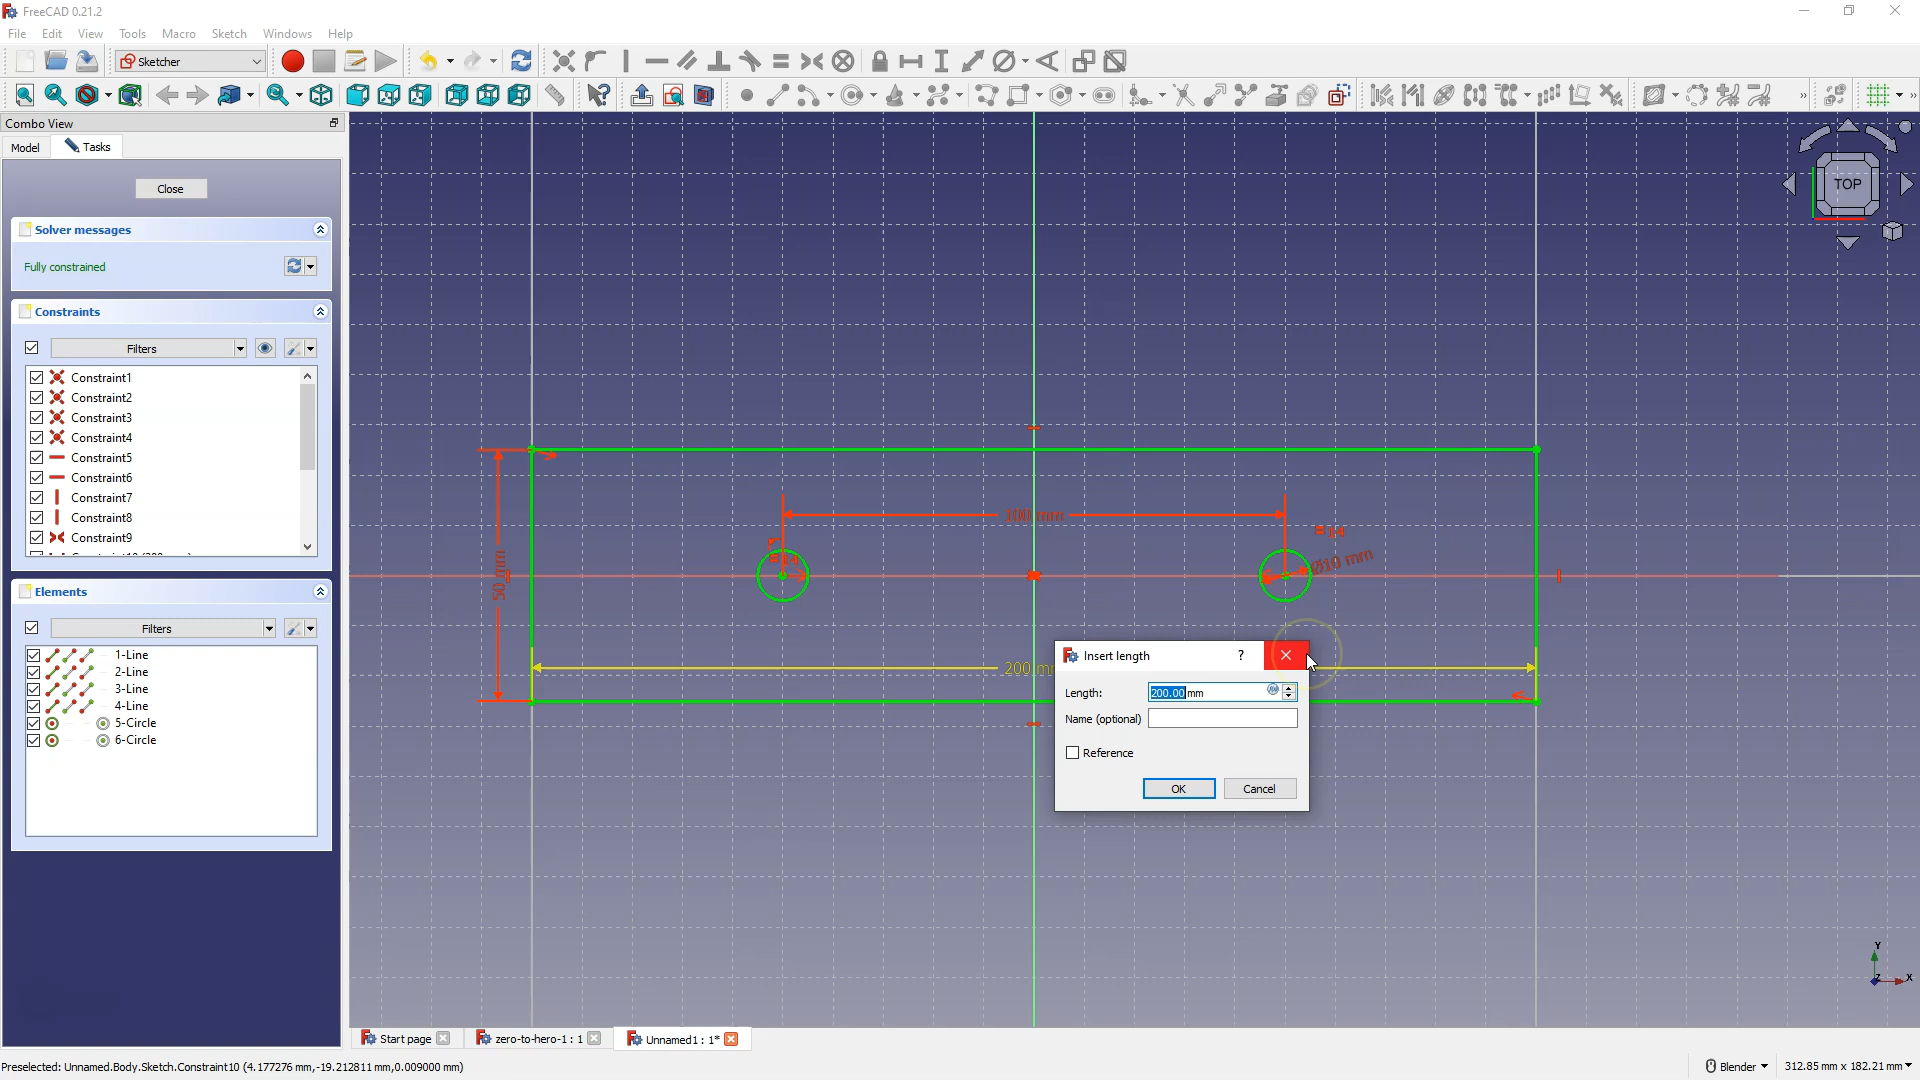 FreeCAD 0.21.2
File Edit View Tools Macro Sketch Windows Help
Sketcher
Combo View
Model Tasks
TOP
Close
Solver messages
Fully constrained
Constraints
Filters
Constraint1
Constraint2
Constraint3
Constraint4
Constraint5
Constraint6
Constraint7
Constraint8
Constraint9
Elements
Filters
1-Line
2-Line
3-Line
4-Line
5-Circle
6-Circle
100 mm
14
14
Ø10 mm
50 mm
200 mm
Insert length ?
Length: 200.00 mm
Name (optional)
Reference
OK Cancel
Y
Z X
Start page zero-to-hero-1 : 1 Unnamed1 : 1*
Preselected: Unnamed.Body.Sketch.Constraint10 (4.177276 mm,-19.212811 mm,0.009000 mm) Blender 312.85 mm x 182.21 mm